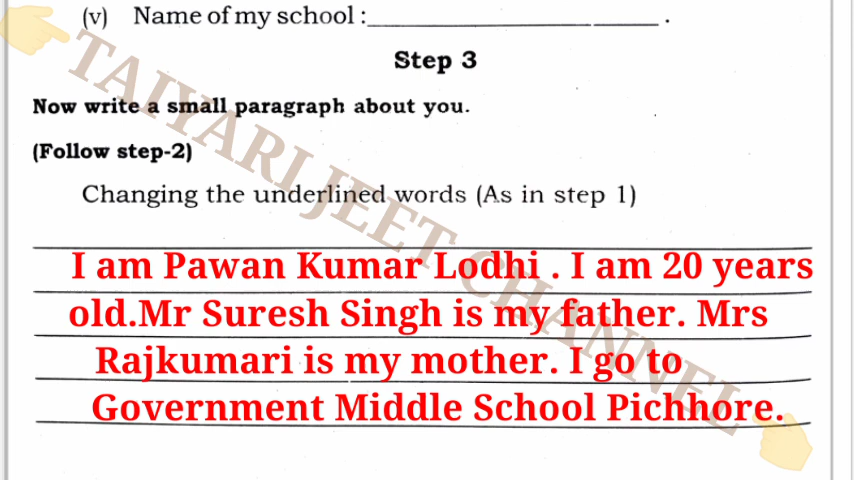 (v) Name of my school :____________________ .
Step 3
Now write a small paragraph about you.
(Follow step-2)
Changing the underlined words (As in step 1)
I am Pawan Kumar Lodhi . I am 20 years
old.Mr Suresh Singh is my father. Mrs
Rajkumari is my mother. I go to
Government Middle School Pichhore.
TAIYARI JEET CHANNEL